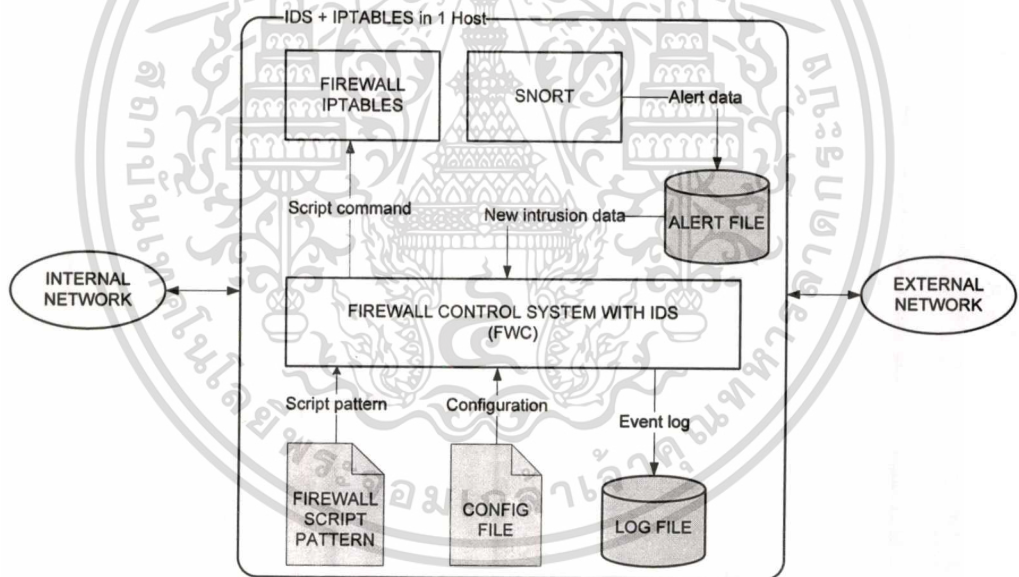 IDS + IPTABLES in 1 Host
FIREWALL
IPTABLES
SNORT
Alert data
ALERT FILE
Script command
New intrusion data
INTERNAL
NETWORK
EXTERNAL
NETWORK
FIREWALL CONTROL SYSTEM WITH IDS
(FWC)
Script pattern
Configuration
Event log
FIREWALL
SCRIPT
PATTERN
CONFIG
FILE
LOG FILE